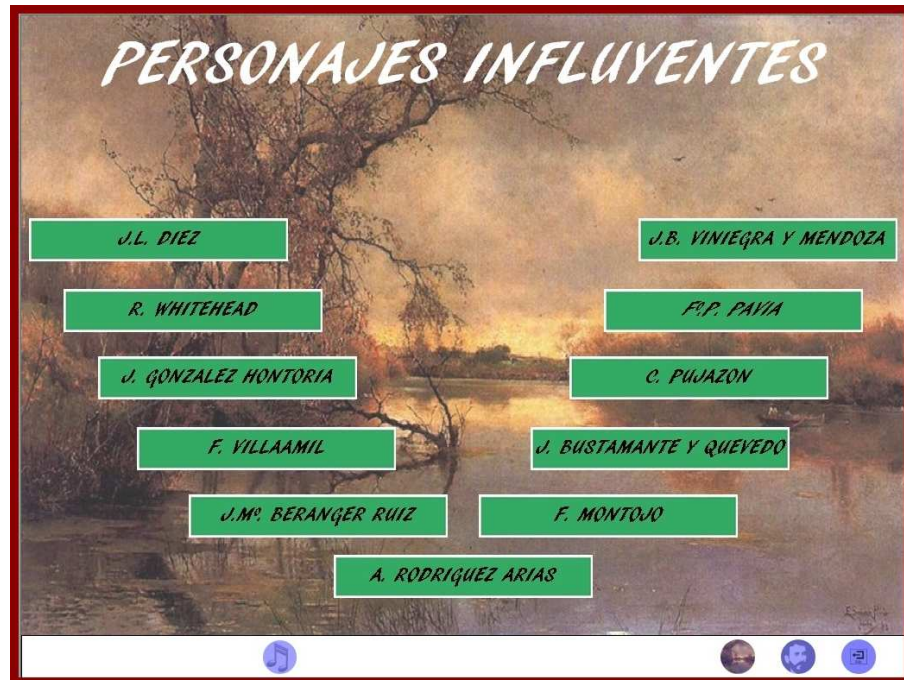 PERSONAJES INFLUYENTES
J.L. DIEZ
J.B. VINIEGRA Y MENDOZA
R. WHITEHEAD
Fº.P. PAVIA
J. GONZALEZ HONTORIA
C. PUJAZON
F. VILLAAMIL
J. BUSTAMANTE Y QUEVEDO
J.Mº. BERANGER RUIZ
F. MONTOJO
A. RODRIGUEZ ARIAS